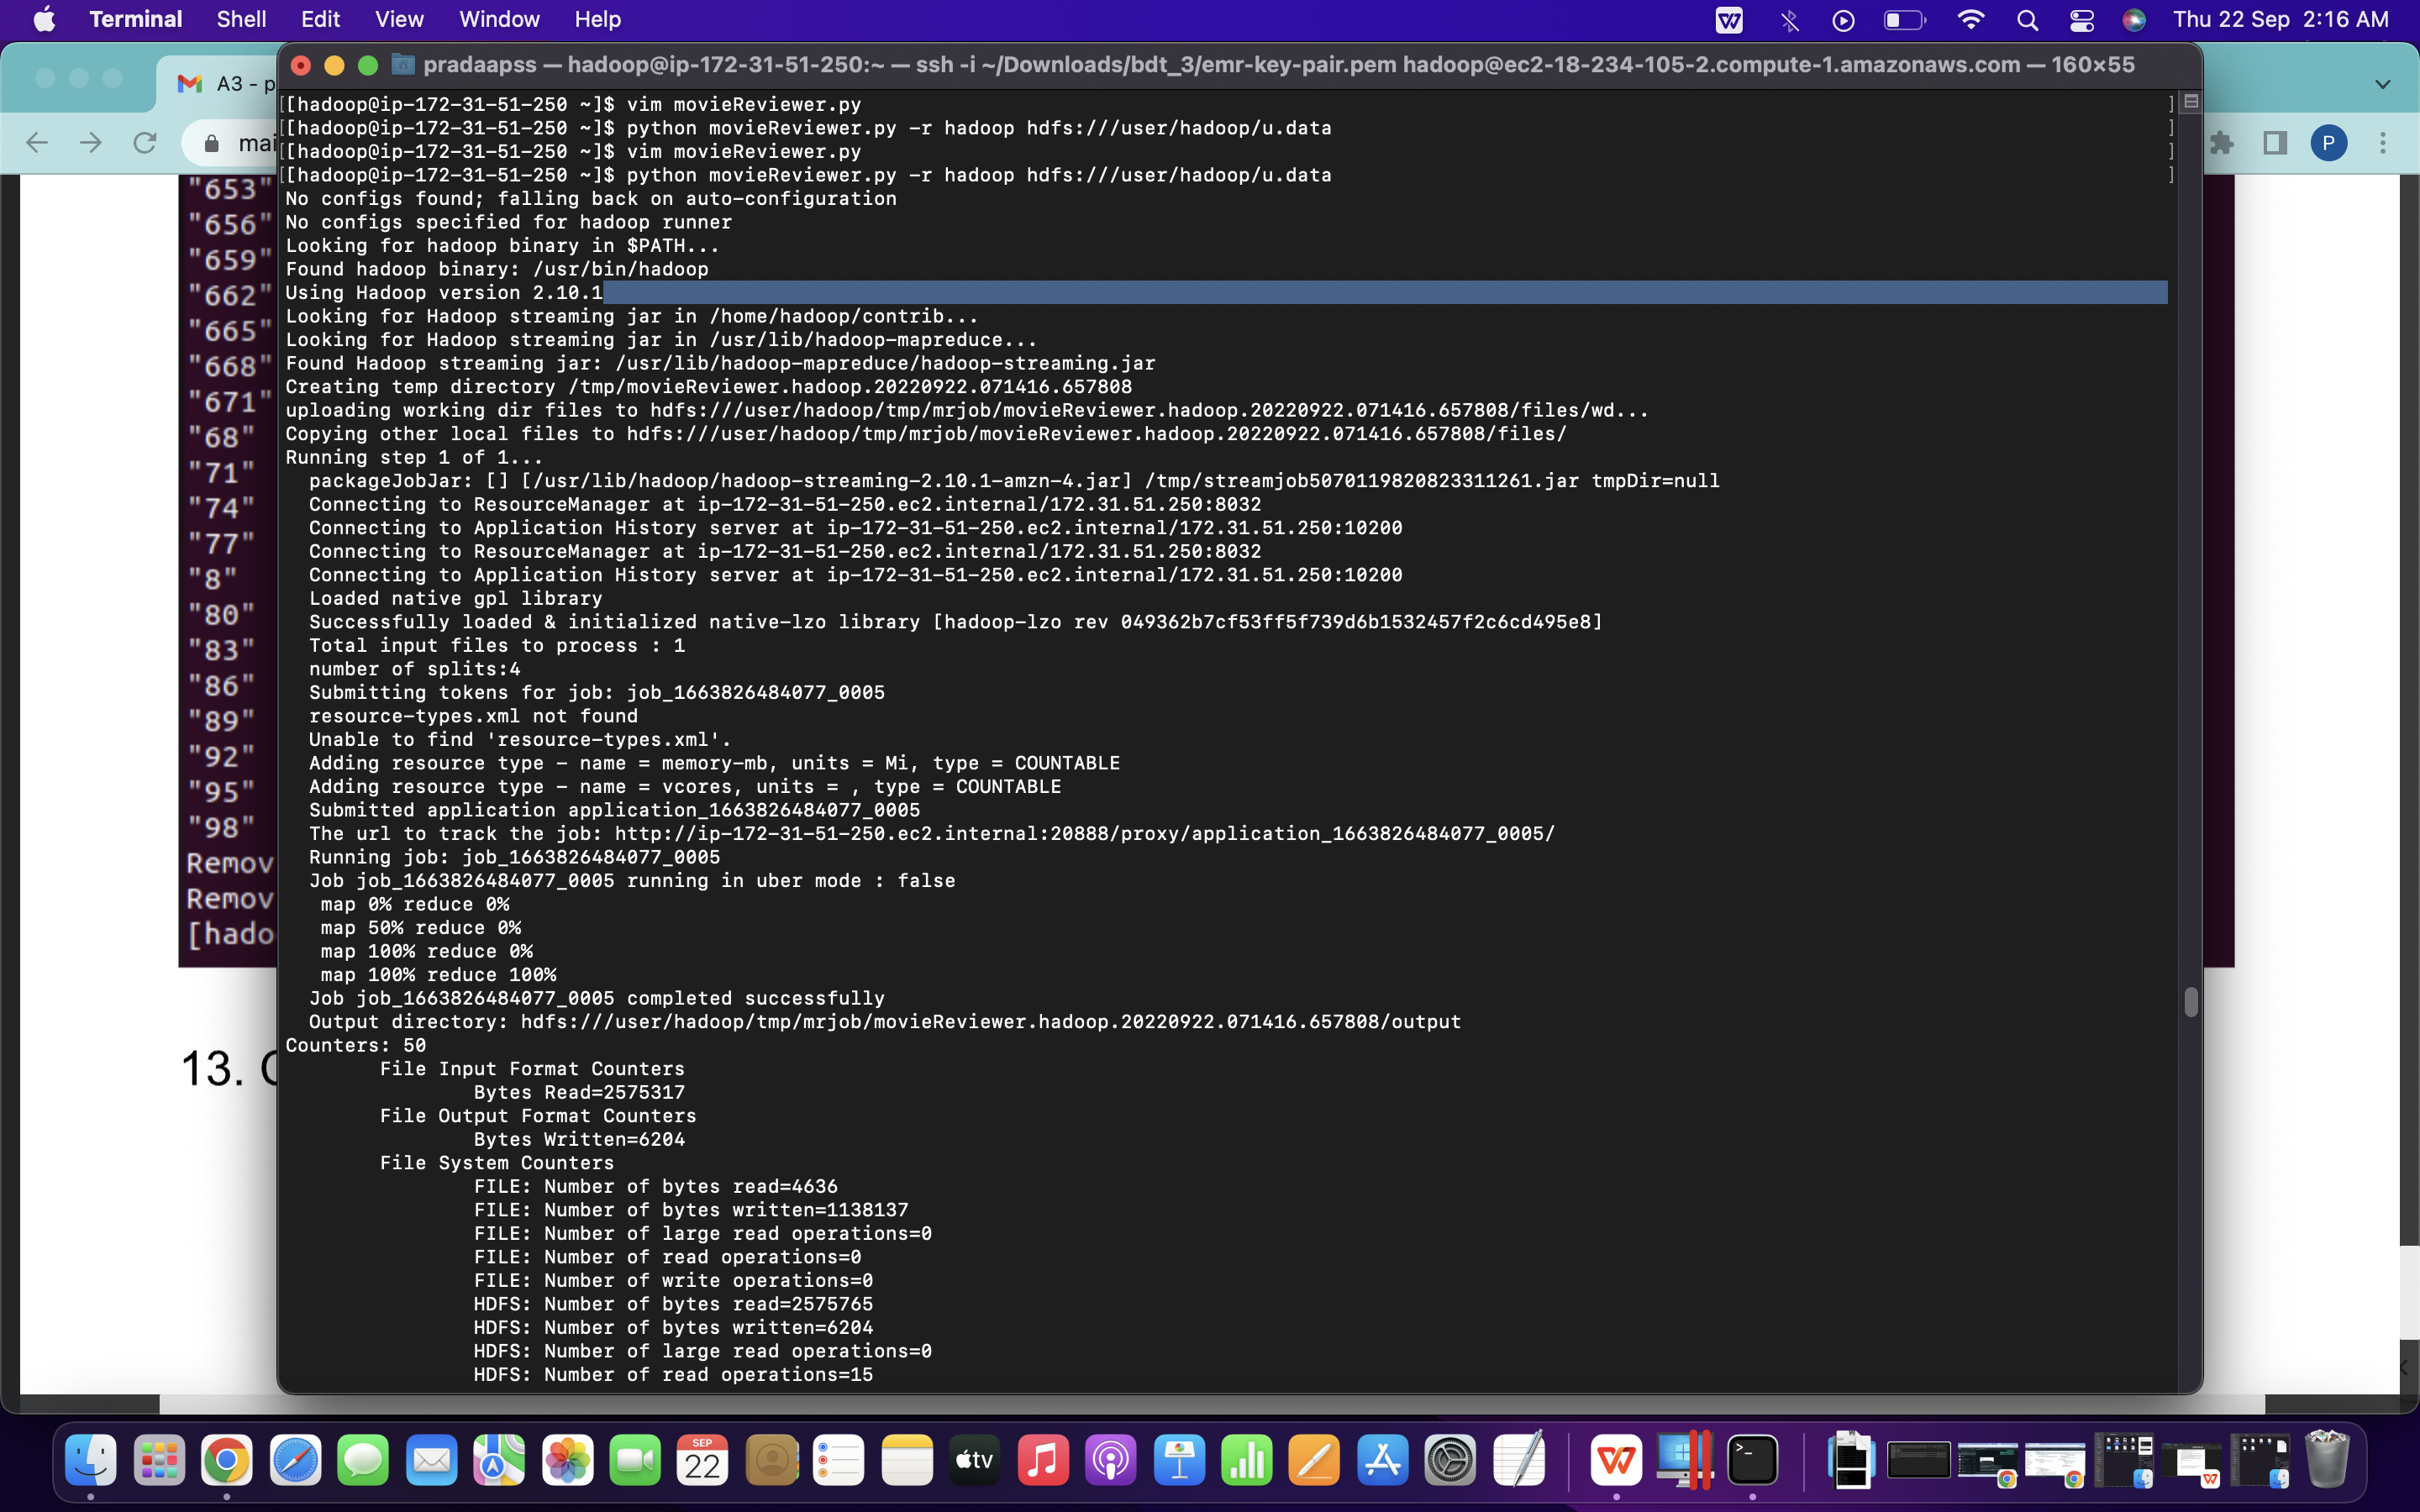 Terminal Shell Edit View Window Help Thu 22 Sep 2:16 AM
pradaapss — hadoop@ip-172-31-51-250:~ — ssh -i ~/Downloads/bdt_3/emr-key-pair.pem hadoop@ec2-18-234-105-2.compute-1.amazonaws.com — 160×55
A3 - p
mai
P
"653"
"656"
"659"
"662"
"665"
"668"
"671"
"68"
"71"
"74"
"77"
"8"
"80"
"83"
"86"
"89"
"92"
"95"
"98"
Remov
Remov
[hado
13.
[[hadoop@ip-172-31-51-250 ~]$ vim movieReviewer.py ]
[[hadoop@ip-172-31-51-250 ~]$ python movieReviewer.py -r hadoop hdfs:///user/hadoop/u.data ]
[[hadoop@ip-172-31-51-250 ~]$ vim movieReviewer.py ]
[[hadoop@ip-172-31-51-250 ~]$ python movieReviewer.py -r hadoop hdfs:///user/hadoop/u.data ]
No configs found; falling back on auto-configuration
No configs specified for hadoop runner
Looking for hadoop binary in $PATH...
Found hadoop binary: /usr/bin/hadoop
Using Hadoop version 2.10.1
Looking for Hadoop streaming jar in /home/hadoop/contrib...
Looking for Hadoop streaming jar in /usr/lib/hadoop-mapreduce...
Found Hadoop streaming jar: /usr/lib/hadoop-mapreduce/hadoop-streaming.jar
Creating temp directory /tmp/movieReviewer.hadoop.20220922.071416.657808
uploading working dir files to hdfs:///user/hadoop/tmp/mrjob/movieReviewer.hadoop.20220922.071416.657808/files/wd...
Copying other local files to hdfs:///user/hadoop/tmp/mrjob/movieReviewer.hadoop.20220922.071416.657808/files/
Running step 1 of 1...
packageJobJar: [] [/usr/lib/hadoop/hadoop-streaming-2.10.1-amzn-4.jar] /tmp/streamjob5070119820823311261.jar tmpDir=null
Connecting to ResourceManager at ip-172-31-51-250.ec2.internal/172.31.51.250:8032
Connecting to Application History server at ip-172-31-51-250.ec2.internal/172.31.51.250:10200
Connecting to ResourceManager at ip-172-31-51-250.ec2.internal/172.31.51.250:8032
Connecting to Application History server at ip-172-31-51-250.ec2.internal/172.31.51.250:10200
Loaded native gpl library
Successfully loaded & initialized native-lzo library [hadoop-lzo rev 049362b7cf53ff5f739d6b1532457f2c6cd495e8]
Total input files to process : 1
number of splits:4
Submitting tokens for job: job_1663826484077_0005
resource-types.xml not found
Unable to find 'resource-types.xml'.
Adding resource type - name = memory-mb, units = Mi, type = COUNTABLE
Adding resource type - name = vcores, units = , type = COUNTABLE
Submitted application application_1663826484077_0005
The url to track the job: http://ip-172-31-51-250.ec2.internal:20888/proxy/application_1663826484077_0005/
Running job: job_1663826484077_0005
Job job_1663826484077_0005 running in uber mode : false
map 0% reduce 0%
map 50% reduce 0%
map 100% reduce 0%
map 100% reduce 100%
Job job_1663826484077_0005 completed successfully
Output directory: hdfs:///user/hadoop/tmp/mrjob/movieReviewer.hadoop.20220922.071416.657808/output
Counters: 50
File Input Format Counters
Bytes Read=2575317
File Output Format Counters
Bytes Written=6204
File System Counters
FILE: Number of bytes read=4636
FILE: Number of bytes written=1138137
FILE: Number of large read operations=0
FILE: Number of read operations=0
FILE: Number of write operations=0
HDFS: Number of bytes read=2575765
HDFS: Number of bytes written=6204
HDFS: Number of large read operations=0
HDFS: Number of read operations=15
SEP
22
tv